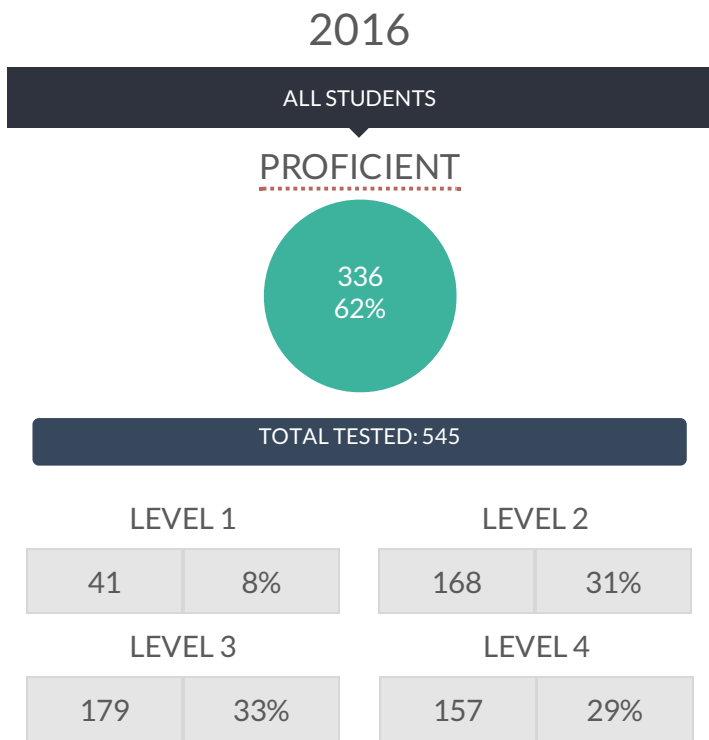 2016
ALL STUDENTS
PROFICIENT
336
62%
TOTAL TESTED: 545
LEVEL 1 LEVEL 2
41 8% 168 31%
LEVEL 3 LEVEL 4
179 33% 157 29%